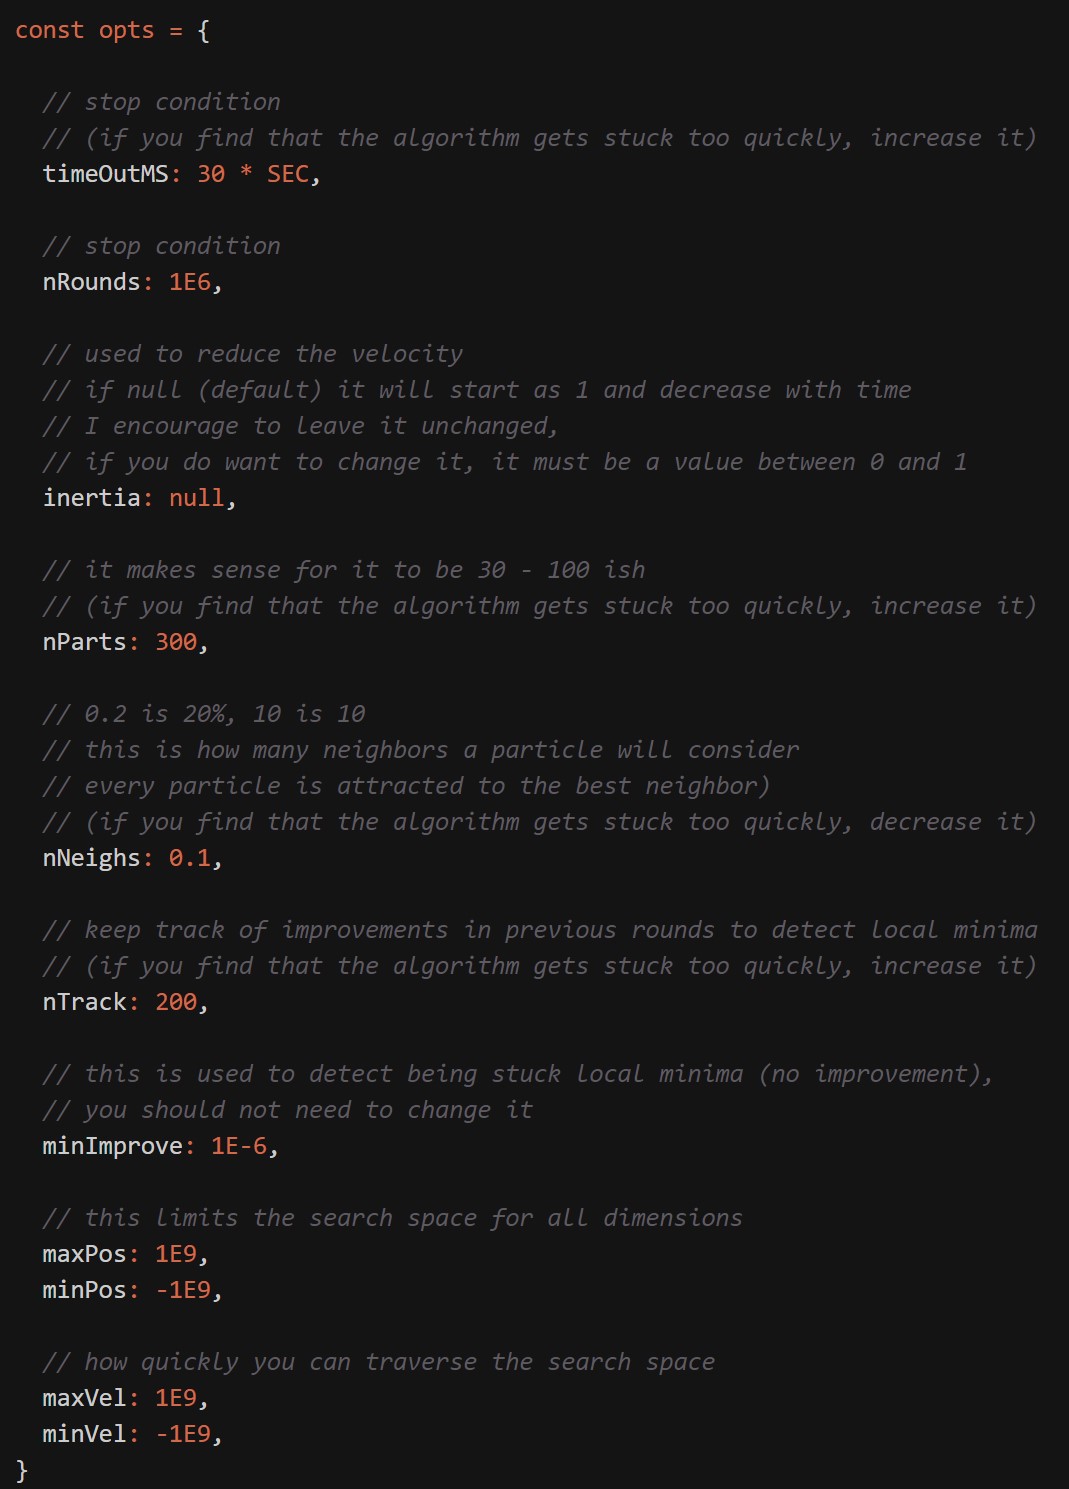 const opts = {
// stop condition
// (if you find that the algorithm gets stuck too quickly, increase it)
timeOutMS: 30 * SEC,
// stop condition
nRounds: 1E6,
// used to reduce the velocity
// if null (default) it will start as 1 and decrease with time
// I encourage to leave it unchanged,
// if you do want to change it, it must be a value between 0 and 1
inertia: null,
// it makes sense for it to be 30 - 100 ish
// (if you find that the algorithm gets stuck too quickly, increase it)
nParts: 300,
// 0.2 is 20%, 10 is 10
// this is how many neighbors a particle will consider
// every particle is attracted to the best neighbor)
// (if you find that the algorithm gets stuck too quickly, decrease it)
nNeighs: 0.1,
// keep track of improvements in previous rounds to detect local minima
// (if you find that the algorithm gets stuck too quickly, increase it)
nTrack: 200,
// this is used to detect being stuck local minima (no improvement),
// you should not need to change it
minImprove: 1E-6,
// this limits the search space for all dimensions
maxPos: 1E9,
minPos: -1E9,
// how quickly you can traverse the search space
maxVel: 1E9,
minVel: -1E9,
}